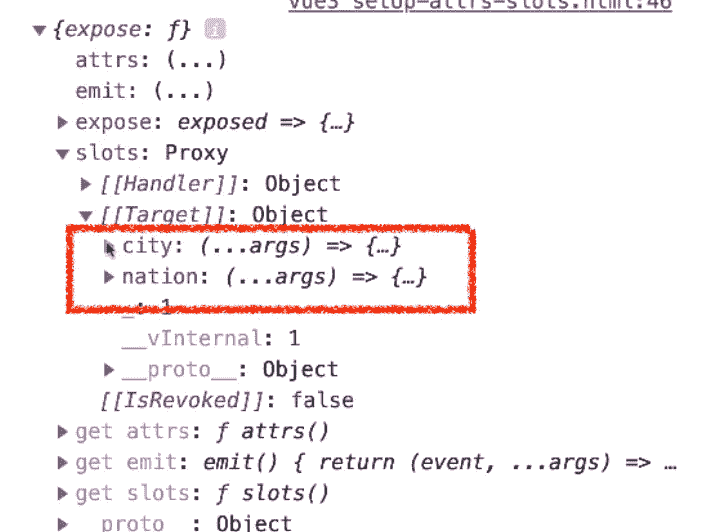 vue3 setup-attrs-slots.html:46
{expose: ƒ} i
attrs: (...)
emit: (...)
expose: exposed => {…}
slots: Proxy
[[Handler]]: Object
[[Target]]: Object
city: (...args) => {…}
nation: (...args) => {…}
_: 1
__vInternal: 1
__proto__: Object
[[IsRevoked]]: false
get attrs: ƒ attrs()
get emit: emit() { return (event, ...args) => …
get slots: ƒ slots()
__proto__: Object